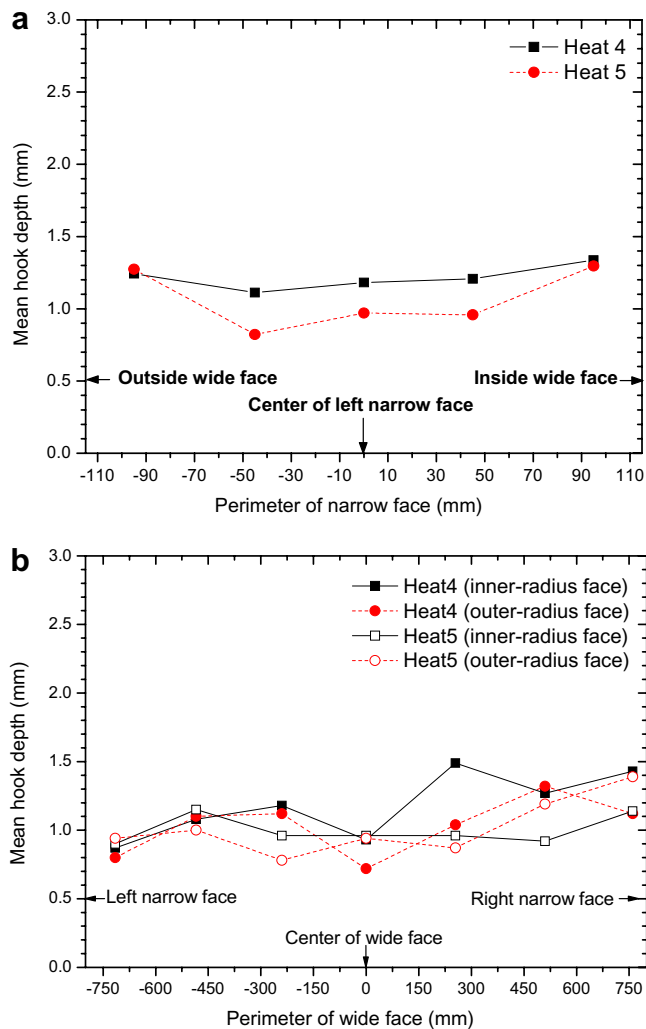 a
3.0
2.5
2.0
1.5
1.0
0.5
0.0
Mean hook depth (mm)
Heat 4
Heat 5
Outside wide face
Inside wide face
Center of left narrow face
-110 -90 -70 -50 -30 -10 10 30 50 70 90 110
Perimeter of narrow face (mm)
b
3.0
2.5
2.0
1.5
1.0
0.5
0.0
Mean hook depth (mm)
Heat4 (inner-radius face)
Heat4 (outer-radius face)
Heat5 (inner-radius face)
Heat5 (outer-radius face)
Left narrow face
Right narrow face
Center of wide face
-750 -600 -450 -300 -150 0 150 300 450 600 750
Perimeter of wide face (mm)